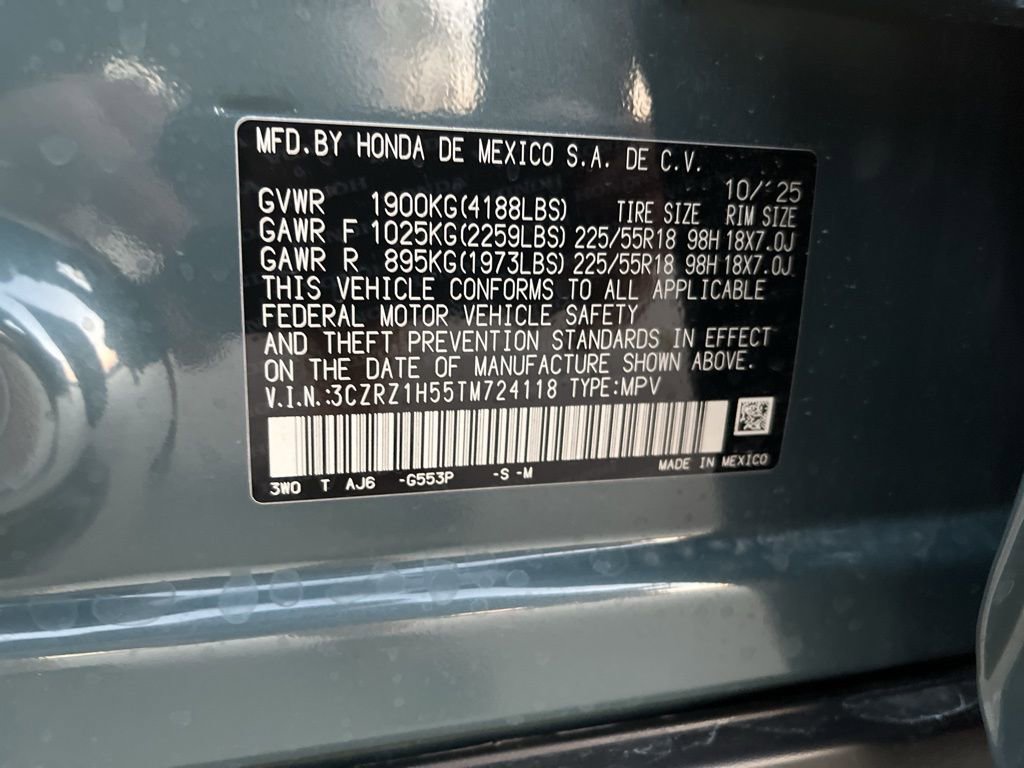 MFD.BY HONDA DE MEXICO S.A. DE C.V.
10/'25
GVWR 1900KG(4188LBS) TIRE SIZE RIM SIZE
GAWR F 1025KG(2259LBS) 225/55R18 98H 18X7.0J
GAWR R 895KG(1973LBS) 225/55R18 98H 18X7.0J
THIS VEHICLE CONFORMS TO ALL APPLICABLE
FEDERAL MOTOR VEHICLE SAFETY
AND THEFT PREVENTION STANDARDS IN EFFECT
ON THE DATE OF MANUFACTURE SHOWN ABOVE.
V.I.N.:3CZRZ1H55TM724118 TYPE:MPV
3WO T AJ6 -G553P -S -M MADE IN MEXICO